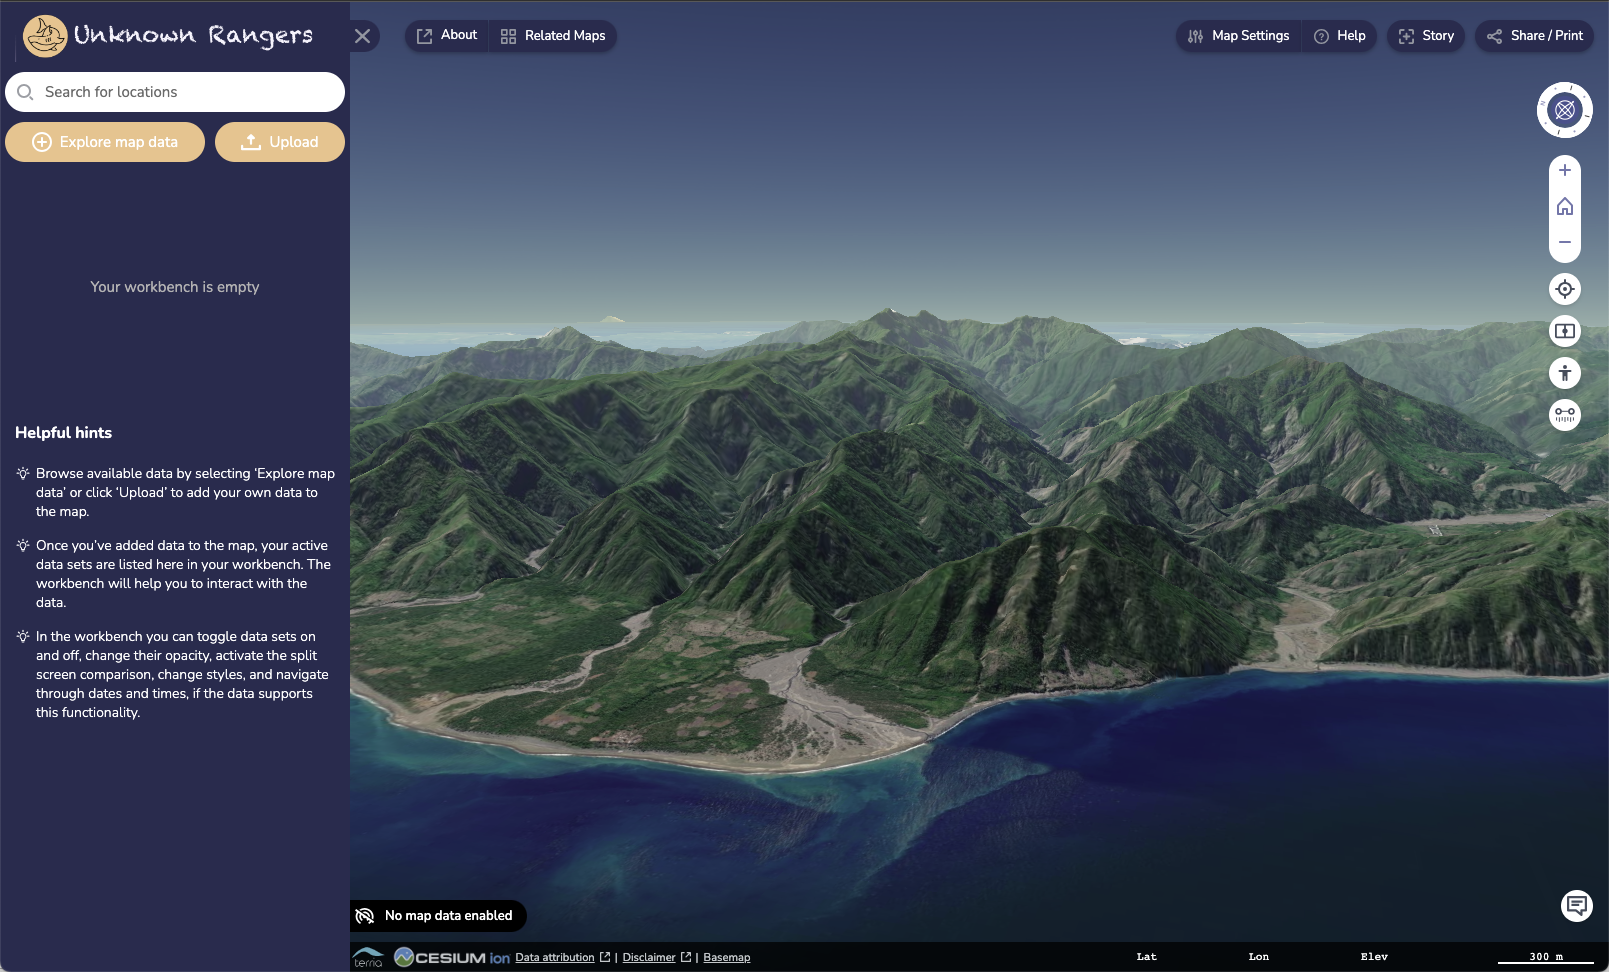 Unknown Rangers
Search for locations
Explore map data
Upload
Your workbench is empty
Helpful hints
Browse available data by selecting ‘Explore map
data’ or click ‘Upload’ to add your own data to
the map.
Once you’ve added data to the map, your active
data sets are listed here in your workbench. The
workbench will help you to interact with the
data.
In the workbench you can toggle data sets on
and off, change their opacity, activate the split
screen comparison, change styles, and navigate
through dates and times, if the data supports
this functionality.
About
Related Maps
Map Settings
Help
Story
Share / Print
No map data enabled
terria
CESIUM ion
Data attribution | Disclaimer | Basemap
Lat
Lon
Elev
300 m